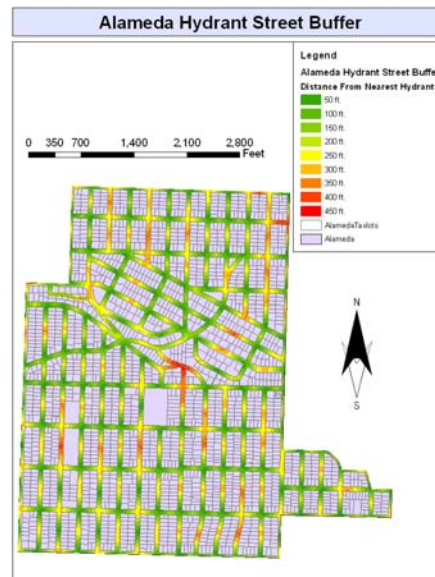 Alameda Hydrant Street Buffer
Legend
Alameda Hydrant Street Buffe
Distance From Nearest Hydrant
50 ft.
100 ft.
150 ft.
200 ft.
250 ft.
300 ft.
350 ft.
400 ft.
450 ft.
AlamedaTaxlots
Alameda
0 350 700 1,400 2,100 2,800
Feet
N
S